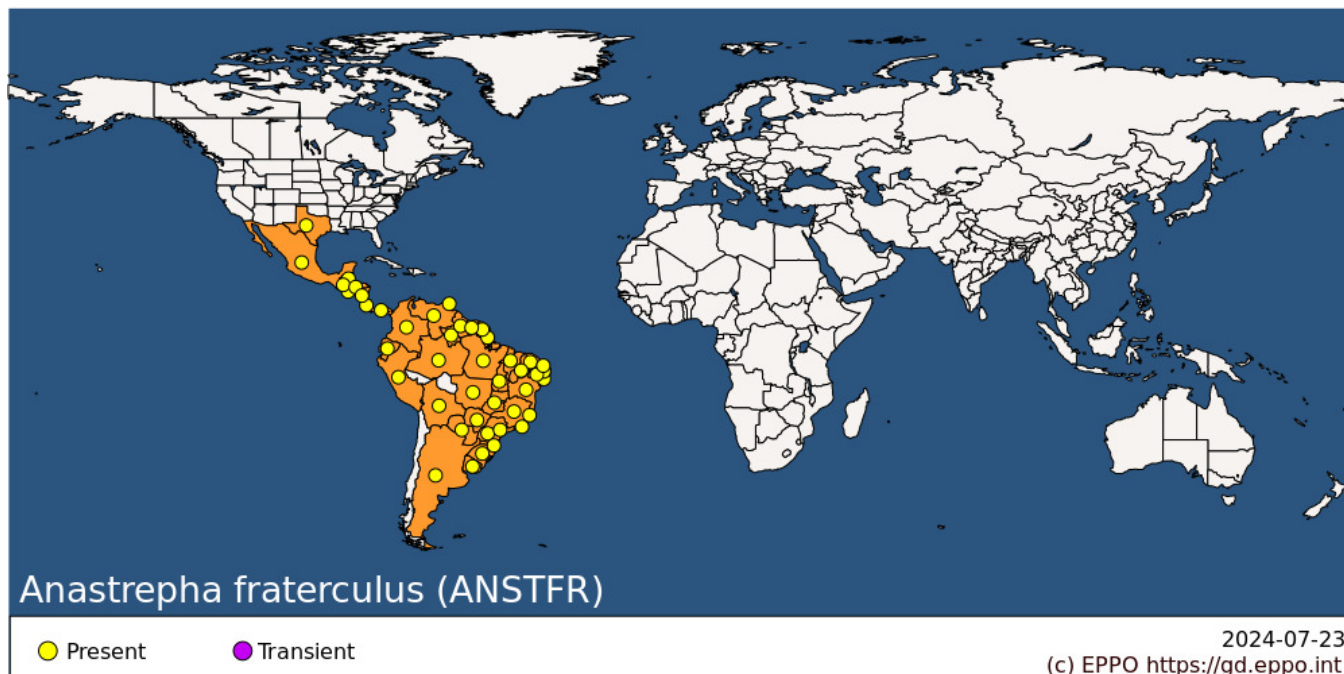 Anastrepha fraterculus (ANSTFR)
Present
Transient
2024-07-23
(c) EPPO https://gd.eppo.int